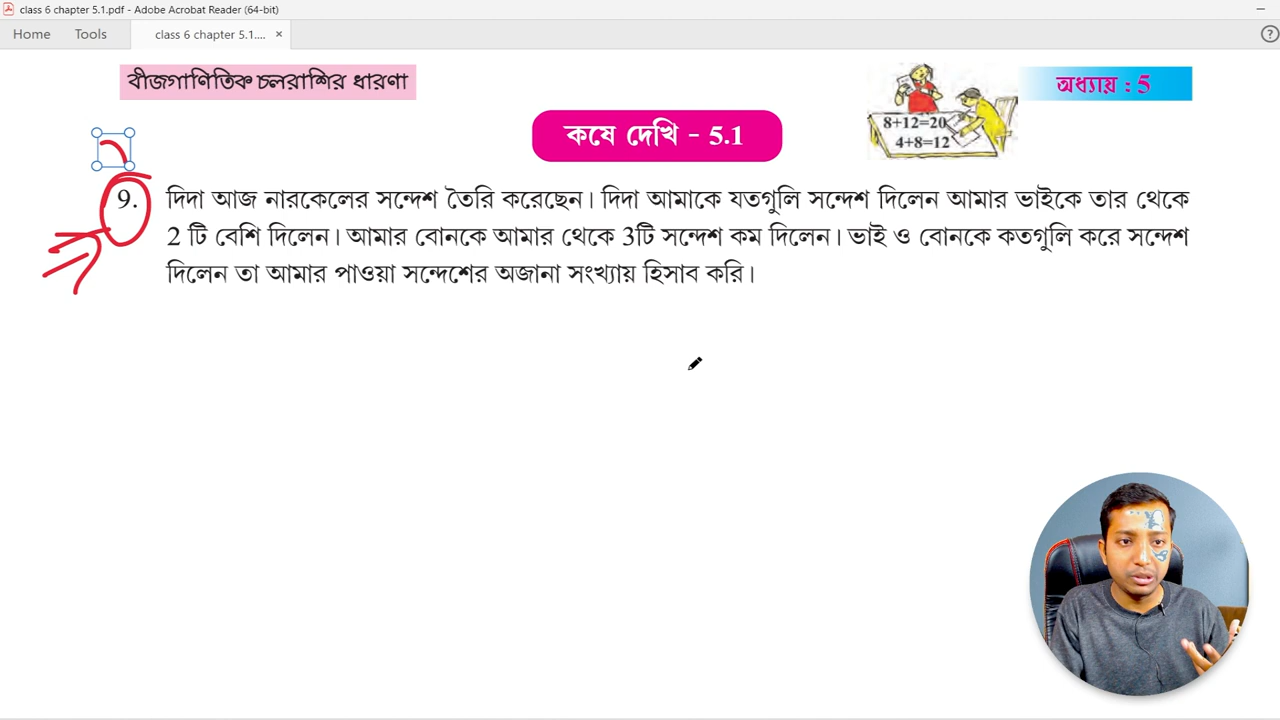 class 6 chapter 5.1.pdf - Adobe Acrobat Reader (64-bit)
Home Tools class 6 chapter 5.1.... ×
বীজগাণিতিক চলরাশির ধারণা
অধ্যায় : 5
8+12=20
4+8=12
কষে দেখি - 5.1
9. দিদা আজ নারকেলের সন্দেশ তৈরি করেছেন। দিদা আমাকে যতগুলি সন্দেশ দিলেন আমার ভাইকে তার থেকে
2 টি বেশি দিলেন। আমার বোনকে আমার থেকে 3টি সন্দেশ কম দিলেন। ভাই ও বোনকে কতগুলি করে সন্দেশ
দিলেন তা আমার পাওয়া সন্দেশের অজানা সংখ্যায় হিসাব করি।